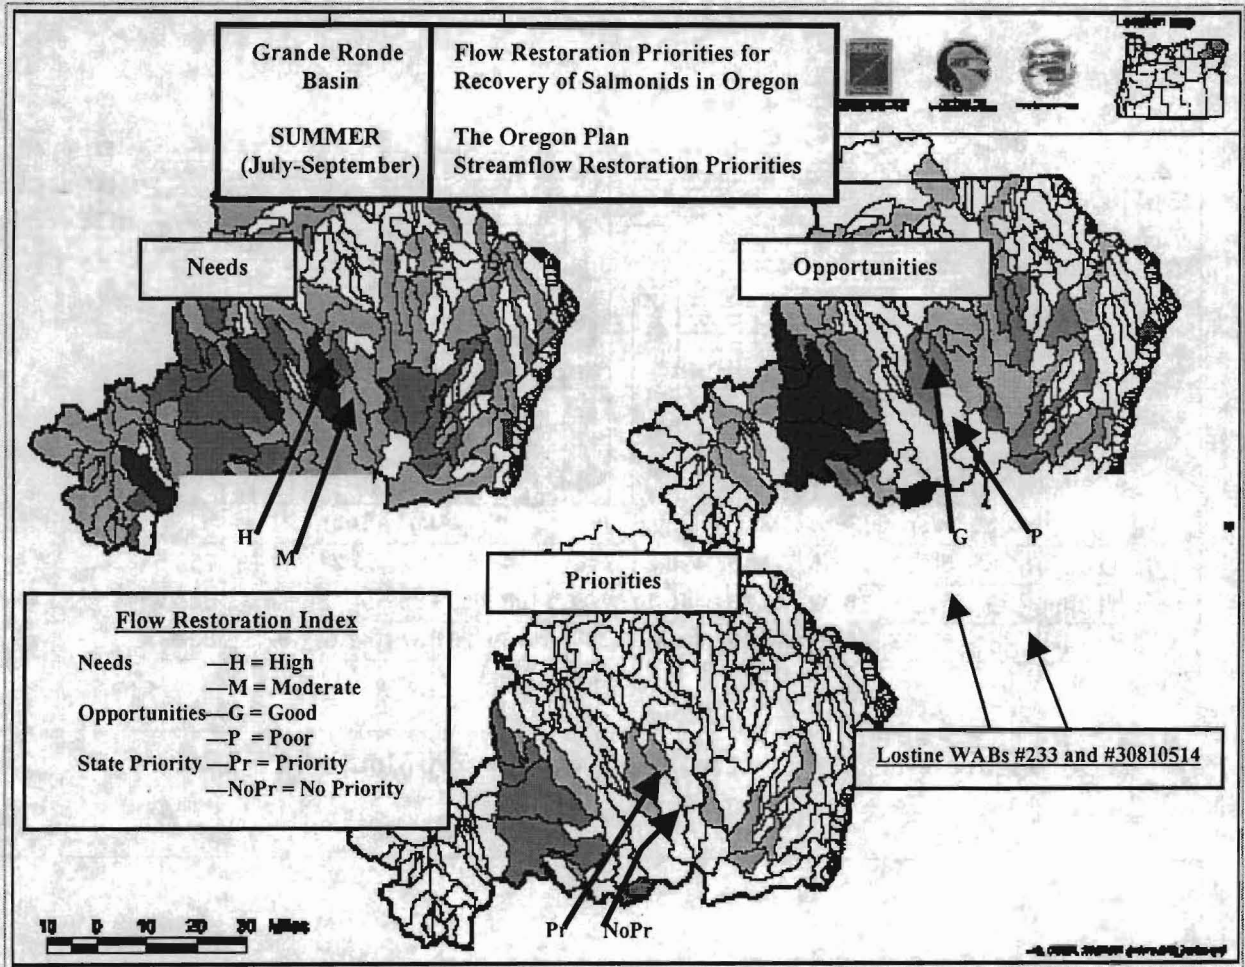 Grande Ronde
Basin
SUMMER
(July-September)
Flow Restoration Priorities for
Recovery of Salmonids in Oregon
The Oregon Plan
Streamflow Restoration Priorities
Needs
Opportunities
H
M
G
P
Priorities
Flow Restoration Index
Needs —H = High
—M = Moderate
Opportunities—G = Good
—P = Poor
State Priority —Pr = Priority
—NoPr = No Priority
Lostine WABs #233 and #30810514
Pr
NoPr
10 0 10 20 30 Miles